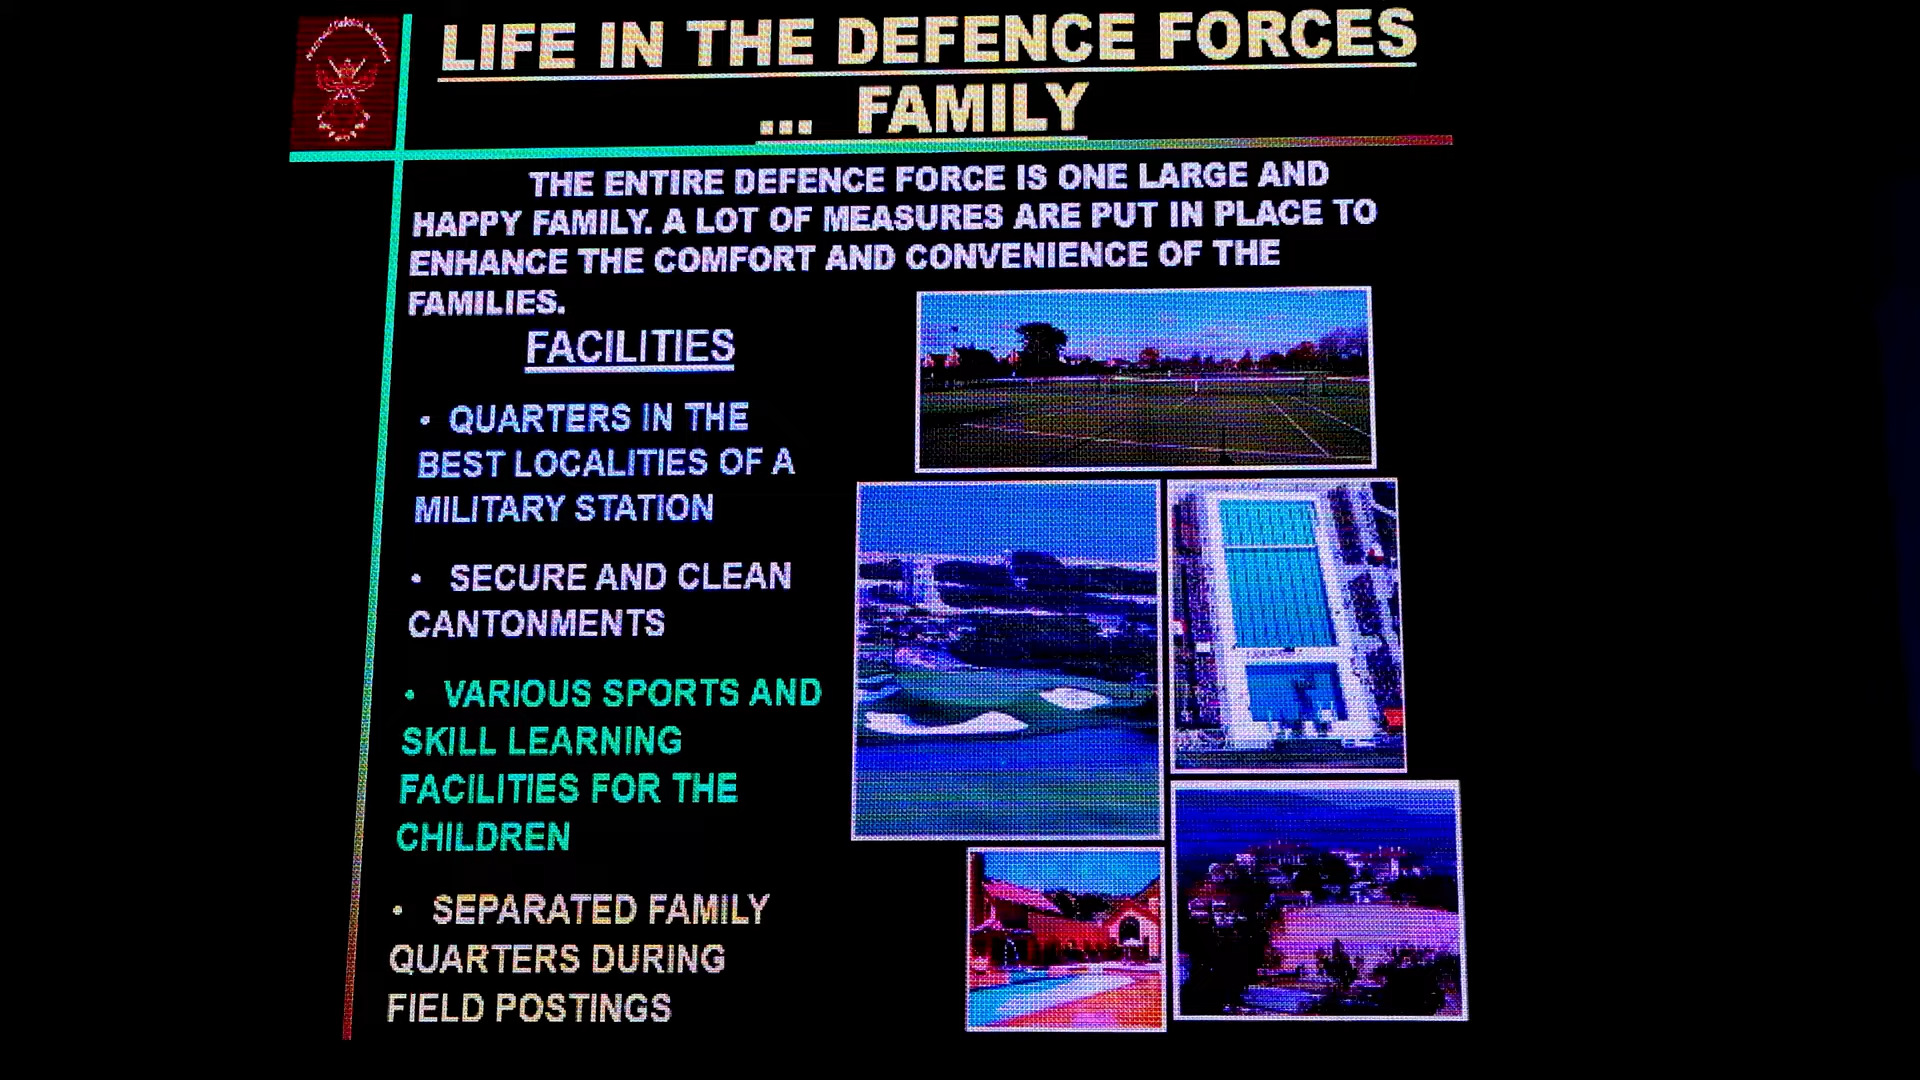 LIFE IN THE DEFENCE FORCES
... FAMILY
THE ENTIRE DEFENCE FORCE IS ONE LARGE AND
HAPPY FAMILY. A LOT OF MEASURES ARE PUT IN PLACE TO
ENHANCE THE COMFORT AND CONVENIENCE OF THE
FAMILIES.
FACILITIES
• QUARTERS IN THE
BEST LOCALITIES OF A
MILITARY STATION
• SECURE AND CLEAN
CANTONMENTS
• VARIOUS SPORTS AND
SKILL LEARNING
FACILITIES FOR THE
CHILDREN
• SEPARATED FAMILY
QUARTERS DURING
FIELD POSTINGS